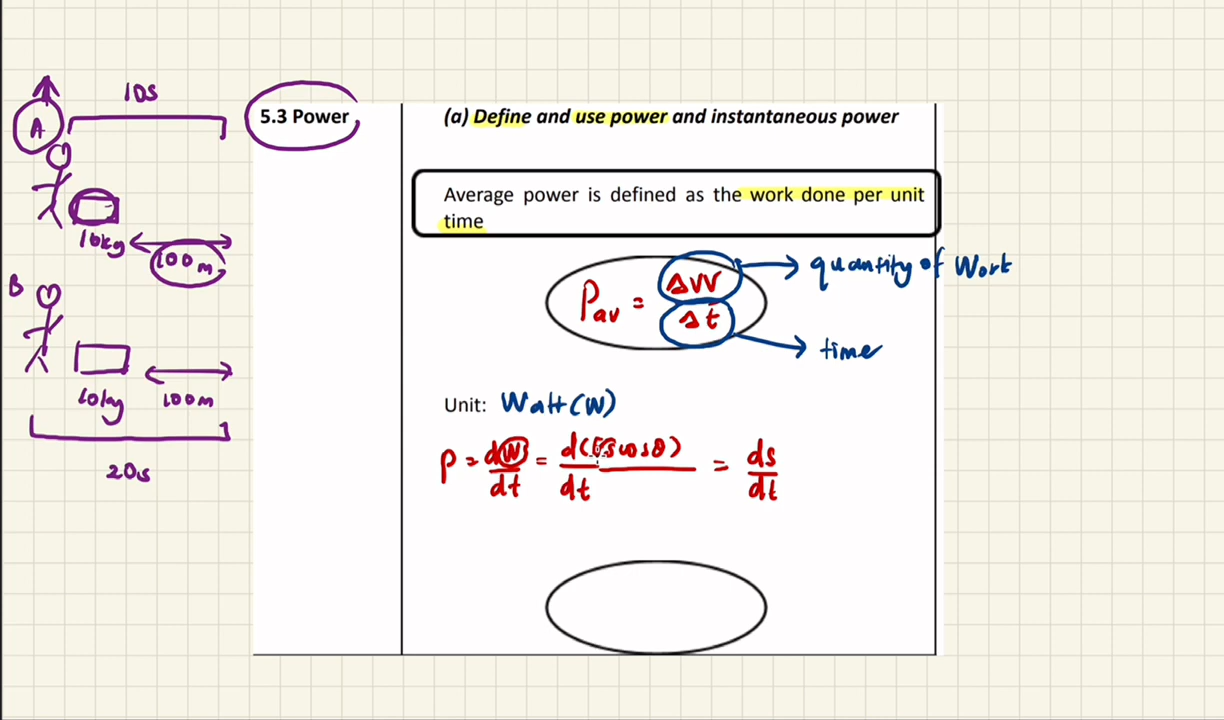 10s
A
10kg
100m
B
10kg
100m
20s
5.3 Power
(a) Define and use power and instantaneous power
Average power is defined as the work done per unit
time
Pav = ΔW/Δt
quantity of Work
time
Unit: Watt (W)
P = dW/dt = d(Fscosθ)/dt = ds/dt